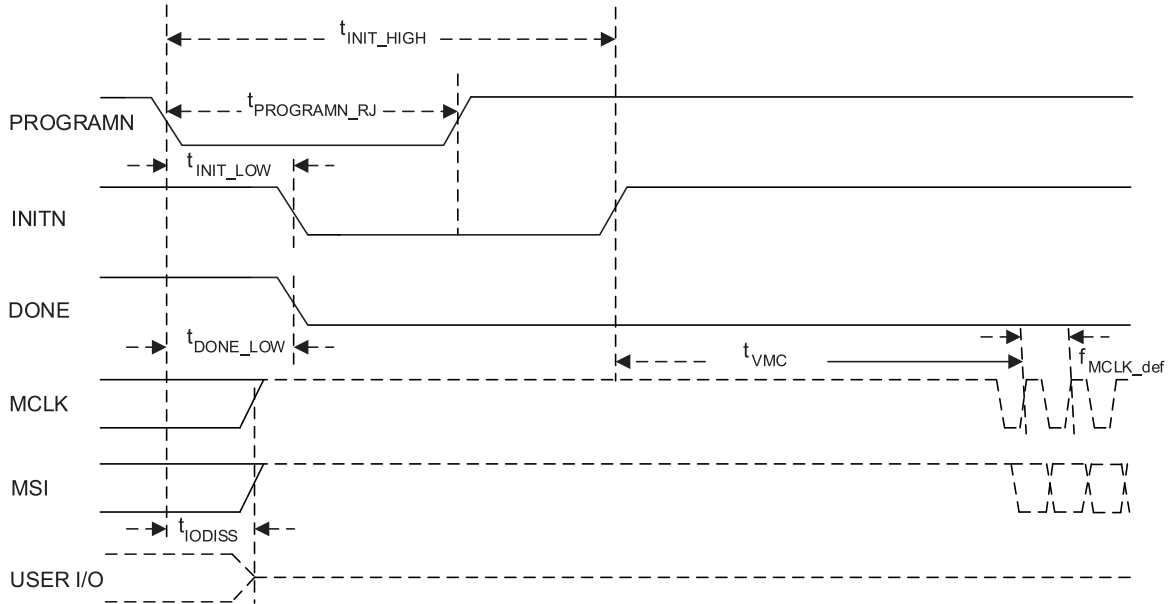 tINIT_HIGH
tPROGRAMN_RJ
PROGRAMN
tINIT_LOW
INITN
DONE
tDONE_LOW
tVMC
fMCLK_def
MCLK
MSI
tIODISS
USER I/O